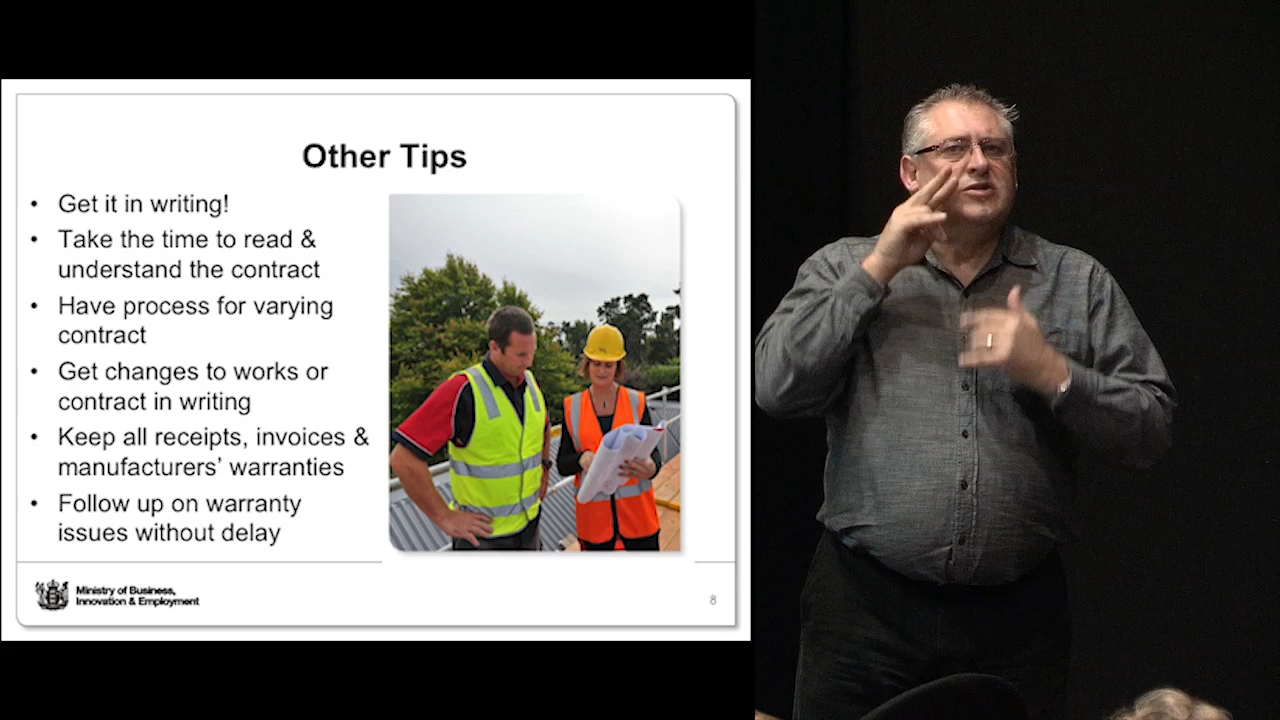 Other Tips
• Get it in writing!
• Take the time to read &
understand the contract
• Have process for varying
contract
• Get changes to works or
contract in writing
• Keep all receipts, invoices &
manufacturers’ warranties
• Follow up on warranty
issues without delay
Ministry of Business,
Innovation & Employment
8